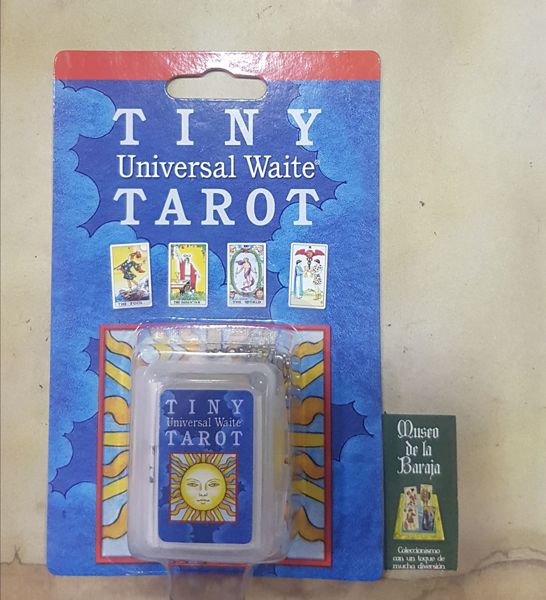 TINY
Universal Waite®
TAROT
THE FOOL
THE MAGICIAN
THE WORLD
TINY
Universal Waite
TAROT
Museo
de la
Baraja
Coleccionismo
con un toque de
mucha diversión